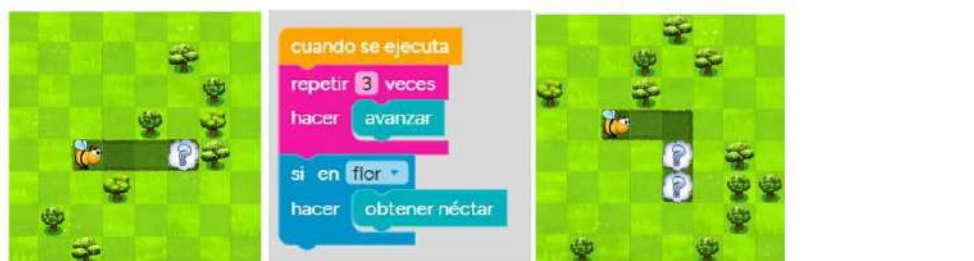 cuando se ejecuta
repetir 3 veces
hacer avanzar
si en flor
hacer obtener néctar
?
?
?